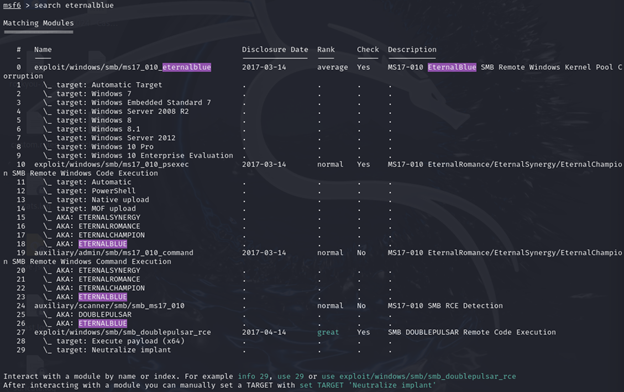 msf6 > search eternalblue
Matching Modules
# Name Disclosure Date Rank Check Description
- ---- --------------- ---- ----- -----------
0 exploit/windows/smb/ms17_010_eternalblue 2017-03-14 average Yes MS17-010 EternalBlue SMB Remote Windows Kernel Pool C
orruption
1 \_ target: Automatic Target . . . .
2 \_ target: Windows 7 . . . .
3 \_ target: Windows Embedded Standard 7 . . . .
4 \_ target: Windows Server 2008 R2 . . . .
5 \_ target: Windows 8 . . . .
6 \_ target: Windows 8.1 . . . .
7 \_ target: Windows Server 2012 . . . .
8 \_ target: Windows 10 Pro . . . .
9 \_ target: Windows 10 Enterprise Evaluation . . . .
10 exploit/windows/smb/ms17_010_psexec 2017-03-14 normal Yes MS17-010 EternalRomance/EternalSynergy/EternalChampio
n SMB Remote Windows Code Execution
11 \_ target: Automatic . . . .
12 \_ target: PowerShell . . . .
13 \_ target: Native upload . . . .
14 \_ target: MOF upload . . . .
15 \_ AKA: ETERNALSYNERGY . . . .
16 \_ AKA: ETERNALROMANCE . . . .
17 \_ AKA: ETERNALCHAMPION . . . .
18 \_ AKA: ETERNALBLUE . . . .
19 auxiliary/admin/smb/ms17_010_command 2017-03-14 normal No MS17-010 EternalRomance/EternalSynergy/EternalChampio
n SMB Remote Windows Command Execution
20 \_ AKA: ETERNALSYNERGY . . . .
21 \_ AKA: ETERNALROMANCE . . . .
22 \_ AKA: ETERNALCHAMPION . . . .
23 \_ AKA: ETERNALBLUE . . . .
24 auxiliary/scanner/smb/smb_ms17_010 . normal No MS17-010 SMB RCE Detection
25 \_ AKA: DOUBLEPULSAR . . . .
26 \_ AKA: ETERNALBLUE . . . .
27 exploit/windows/smb/smb_doublepulsar_rce 2017-04-14 great Yes SMB DOUBLEPULSAR Remote Code Execution
28 \_ target: Execute payload (x64) . . . .
29 \_ target: Neutralize implant . . . .
Interact with a module by name or index. For example info 29, use 29 or use exploit/windows/smb/smb_doublepulsar_rce
After interacting with a module you can manually set a TARGET with set TARGET 'Neutralize implant'